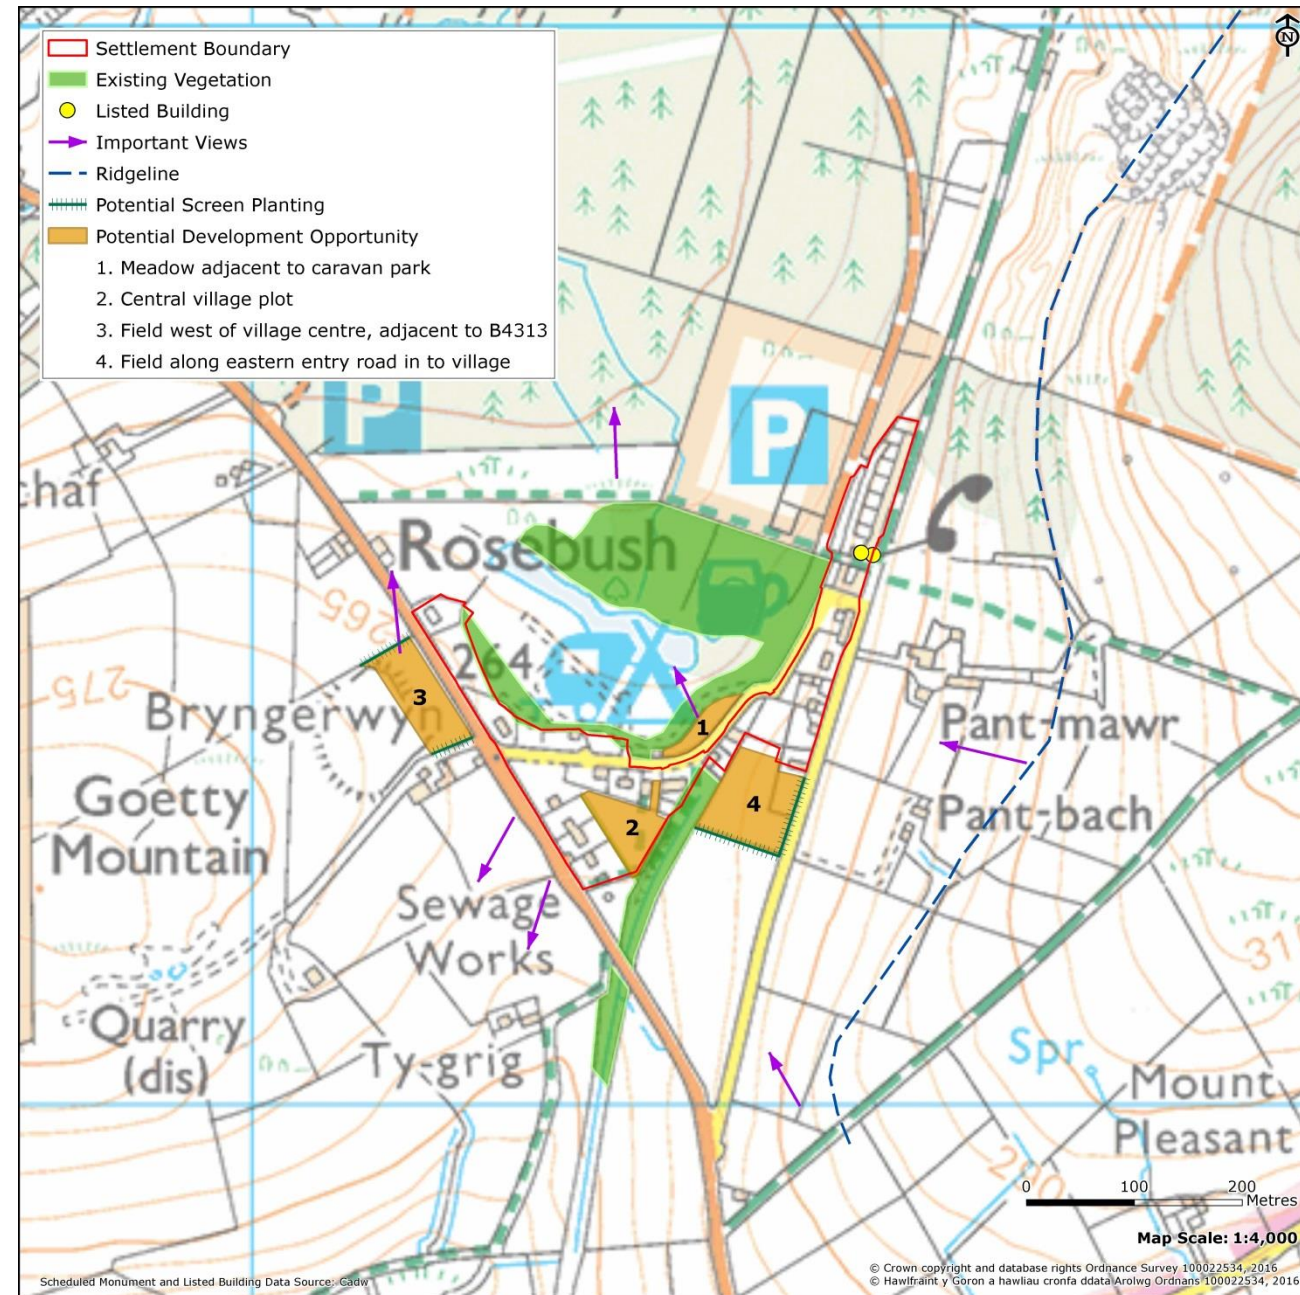 N
Settlement Boundary
Existing Vegetation
Listed Building
Important Views
Ridgeline
Potential Screen Planting
Potential Development Opportunity
1. Meadow adjacent to caravan park
2. Central village plot
3. Field west of village centre, adjacent to B4313
4. Field along eastern entry road in to village
P
P
haf
Rosebush
265
264
275
3
1
Bryngerwyn
Pant-mawr
4
Goetty
Mountain
2
Pant-bach
Sewage
Works
31
Quarry
(dis)
Ty-grig
Spr
Mount
Pleasant
290
0 100 200
Metres
Map Scale: 1:4,000
Scheduled Monument and Listed Building Data Source: Cadw
© Crown copyright and database rights Ordnance Survey 100022534, 2016
© Hawlfraint y Goron a hawliau cronfa ddata Arolwg Ordnans 100022534, 2016